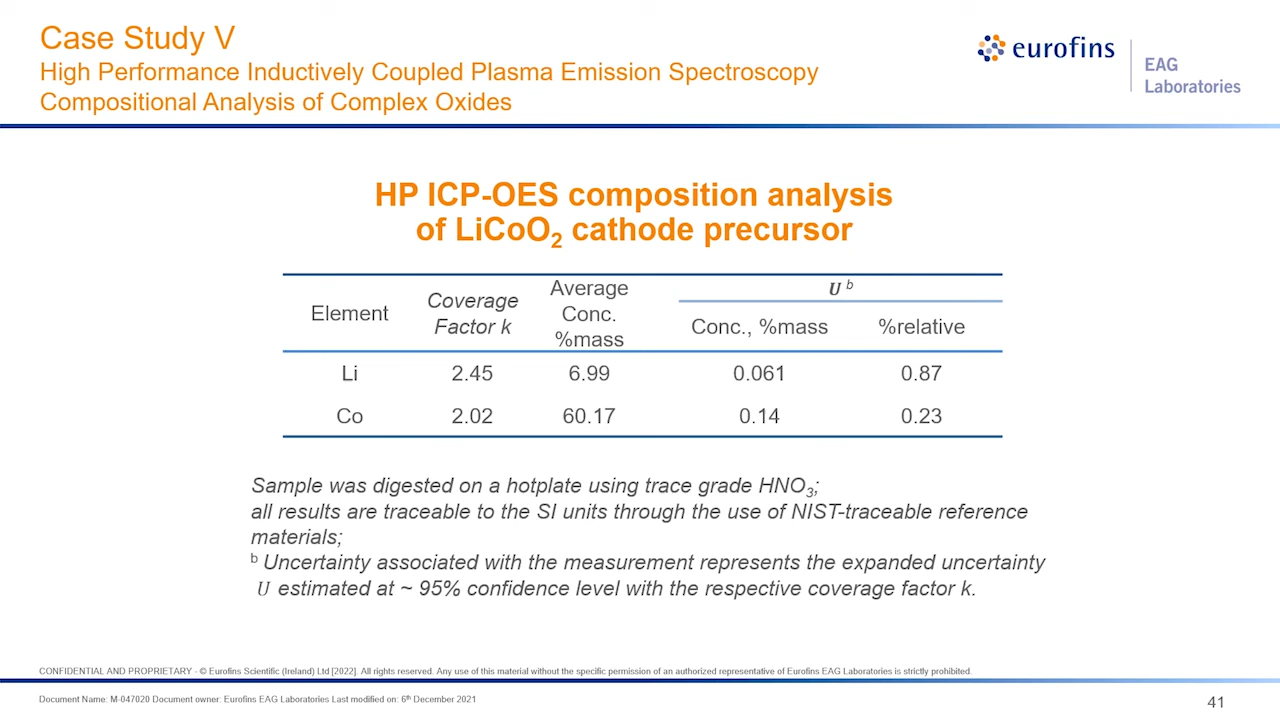 Case Study V
High Performance Inductively Coupled Plasma Emission Spectroscopy
Compositional Analysis of Complex Oxides
eurofins
EAG
Laboratories
HP ICP-OES composition analysis
of LiCoO₂ cathode precursor
Element Coverage Factor k Average Conc. %mass U ᵇ
Conc., %mass %relative
Li 2.45 6.99 0.061 0.87
Co 2.02 60.17 0.14 0.23
Sample was digested on a hotplate using trace grade HNO₃;
all results are traceable to the SI units through the use of NIST-traceable reference
materials;
ᵇ Uncertainty associated with the measurement represents the expanded uncertainty
U estimated at ~ 95% confidence level with the respective coverage factor k.
CONFIDENTIAL AND PROPRIETARY - © Eurofins Scientific (Ireland) Ltd [2022]. All rights reserved. Any use of this material without the specific permission of an authorized representative of Eurofins EAG Laboratories is strictly prohibited.
Document Name: M-047020 Document owner: Eurofins EAG Laboratories Last modified on: 6ᵗʰ December 2021
41